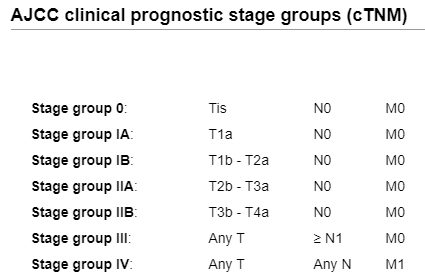 AJCC clinical prognostic stage groups (cTNM)
Stage group 0: Tis N0 M0
Stage group IA: T1a N0 M0
Stage group IB: T1b - T2a N0 M0
Stage group IIA: T2b - T3a N0 M0
Stage group IIB: T3b - T4a N0 M0
Stage group III: Any T ≥ N1 M0
Stage group IV: Any T Any N M1